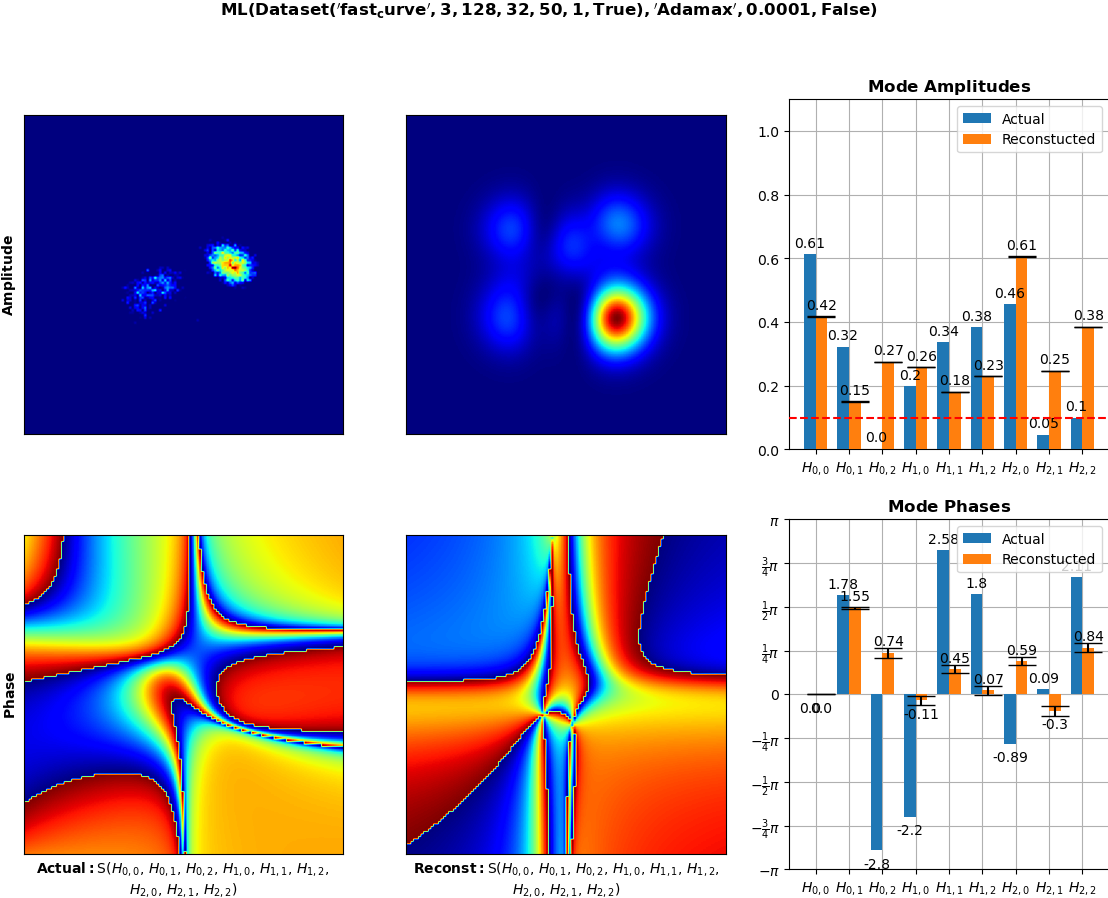 ML(Dataset('fast_curve', 3, 128, 32, 50, 1, True), 'Adamax', 0.0001, False)
Mode Amplitudes
Actual
Reconstucted
1.0
0.8
0.6
0.4
0.2
0.0
0.61
0.42
0.32
0.15
0.0
0.27
0.2
0.26
0.34
0.18
0.38
0.23
0.46
0.61
0.05
0.25
0.1
0.38
H0,0 H0,1 H0,2 H1,0 H1,1 H1,2 H2,0 H2,1 H2,2
Amplitude
Mode Phases
Actual
Reconstucted
π
3/4π
1/2π
1/4π
0
−1/4π
−1/2π
−3/4π
−π
0.0
0.0
1.78
1.55
-2.8
0.74
-2.2
-0.11
2.58
0.45
1.8
0.07
-0.89
0.59
0.09
-0.3
2.11
0.84
H0,0 H0,1 H0,2 H1,0 H1,1 H1,2 H2,0 H2,1 H2,2
Phase
Actual: S(H0,0, H0,1, H0,2, H1,0, H1,1, H1,2,
H2,0, H2,1, H2,2)
Reconst: S(H0,0, H0,1, H0,2, H1,0, H1,1, H1,2,
H2,0, H2,1, H2,2)